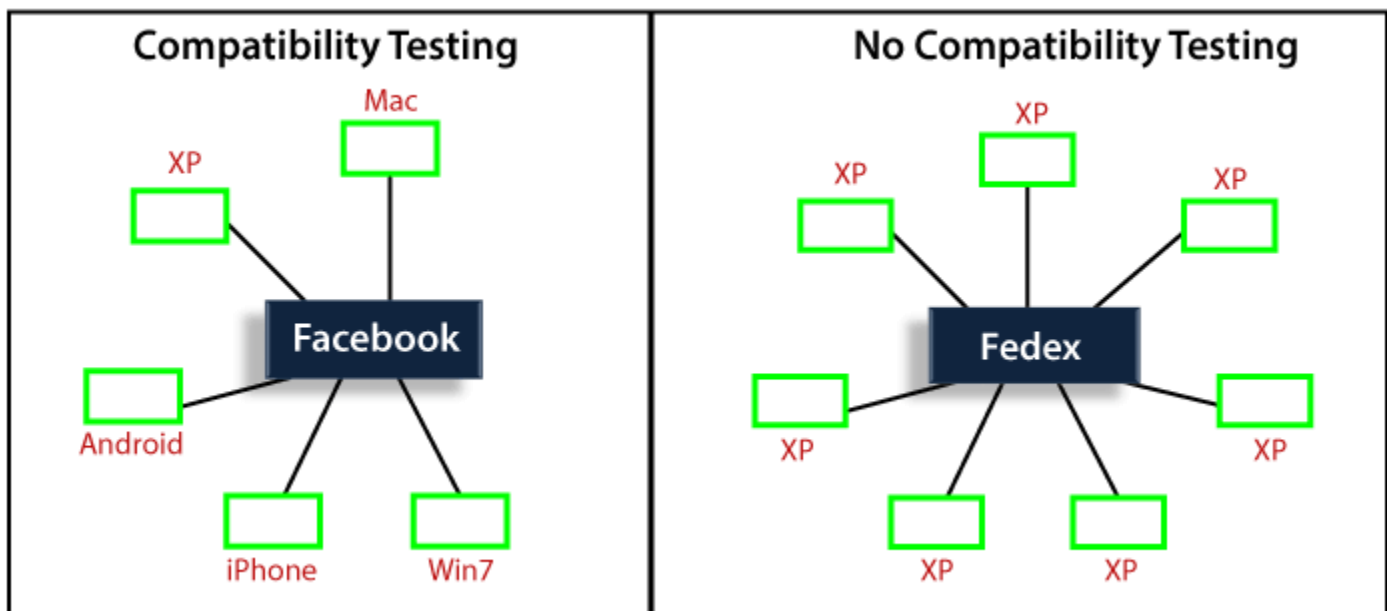 Compatibility Testing
Mac
XP
Facebook
Android
iPhone
Win7
No Compatibility Testing
XP
XP
XP
Fedex
XP
XP
XP
XP